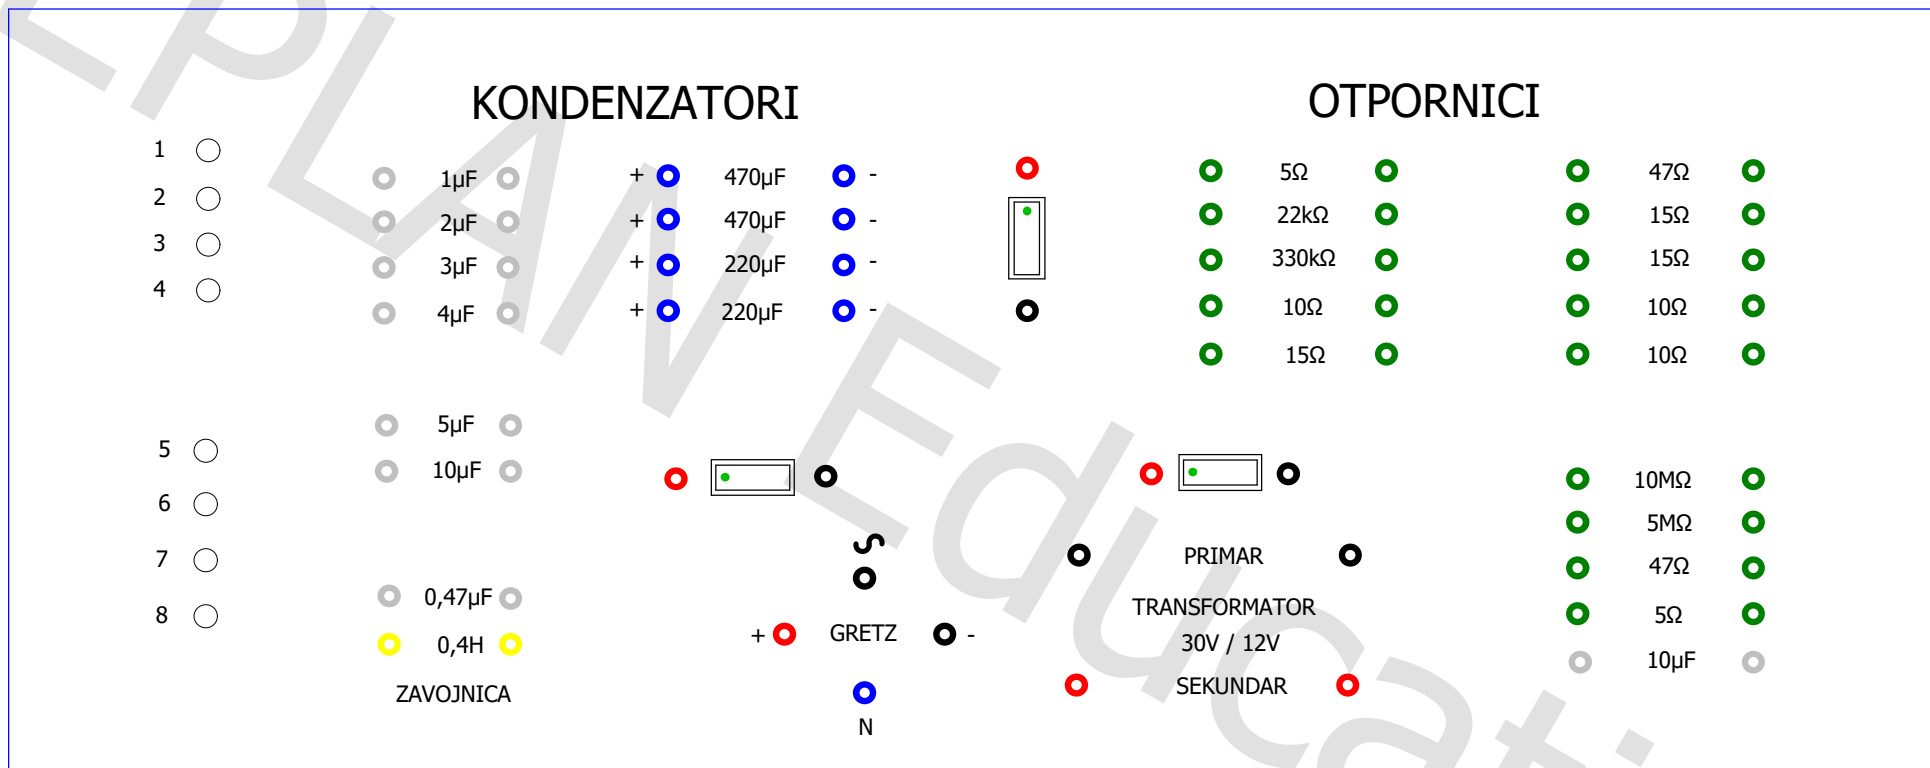 EPLAN Educati
KONDENZATORI
OTPORNICI
1
2
3
4
1µF
2µF
3µF
4µF
+ 470µF -
+ 470µF -
+ 220µF -
+ 220µF -
5Ω
22kΩ
330kΩ
10Ω
15Ω
47Ω
15Ω
15Ω
10Ω
10Ω
5
6
7
8
5µF
10µF
0,47µF
0,4H
ZAVOJNICA
+ GRETZ -
N
PRIMAR
TRANSFORMATOR
30V / 12V
SEKUNDAR
10MΩ
5MΩ
47Ω
5Ω
10µF